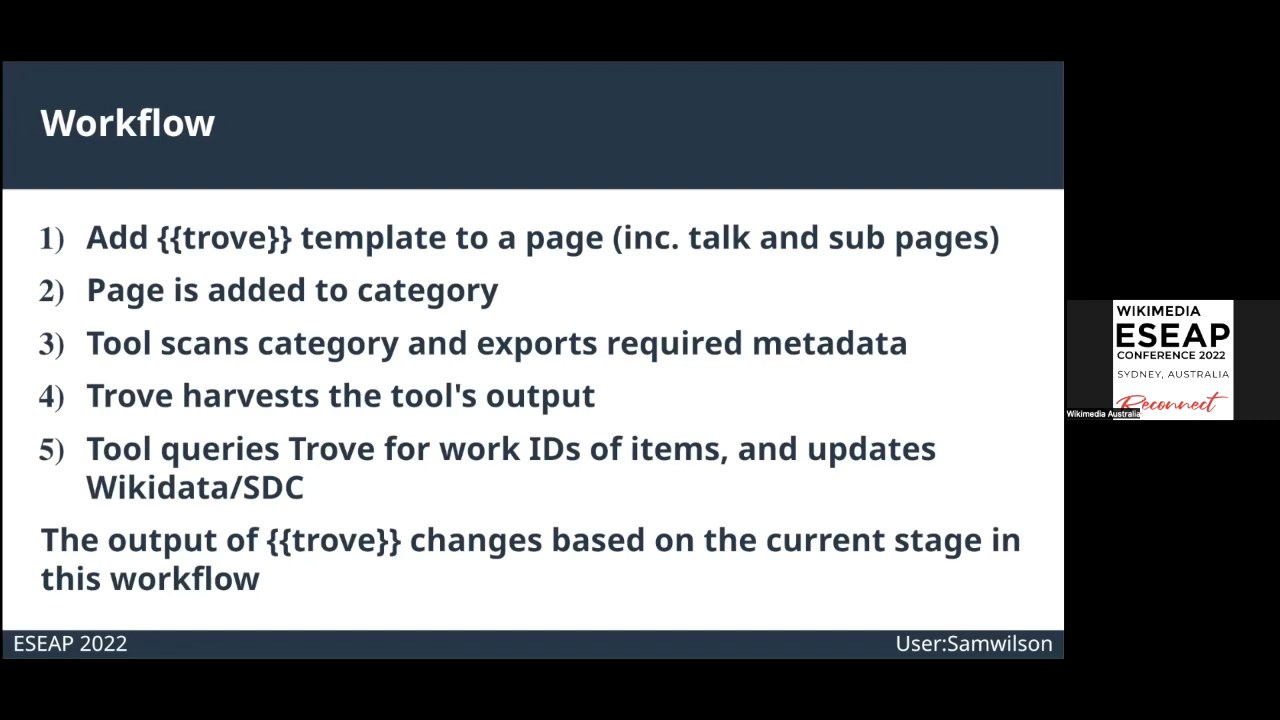 Workflow
1) Add {{trove}} template to a page (inc. talk and sub pages)
2) Page is added to category
3) Tool scans category and exports required metadata
4) Trove harvests the tool's output
5) Tool queries Trove for work IDs of items, and updates
Wikidata/SDC
The output of {{trove}} changes based on the current stage in
this workflow
ESEAP 2022
User:Samwilson
WIKIMEDIA
ESEAP
CONFERENCE 2022
SYDNEY, AUSTRALIA
Reconnect
Wikimedia Australia